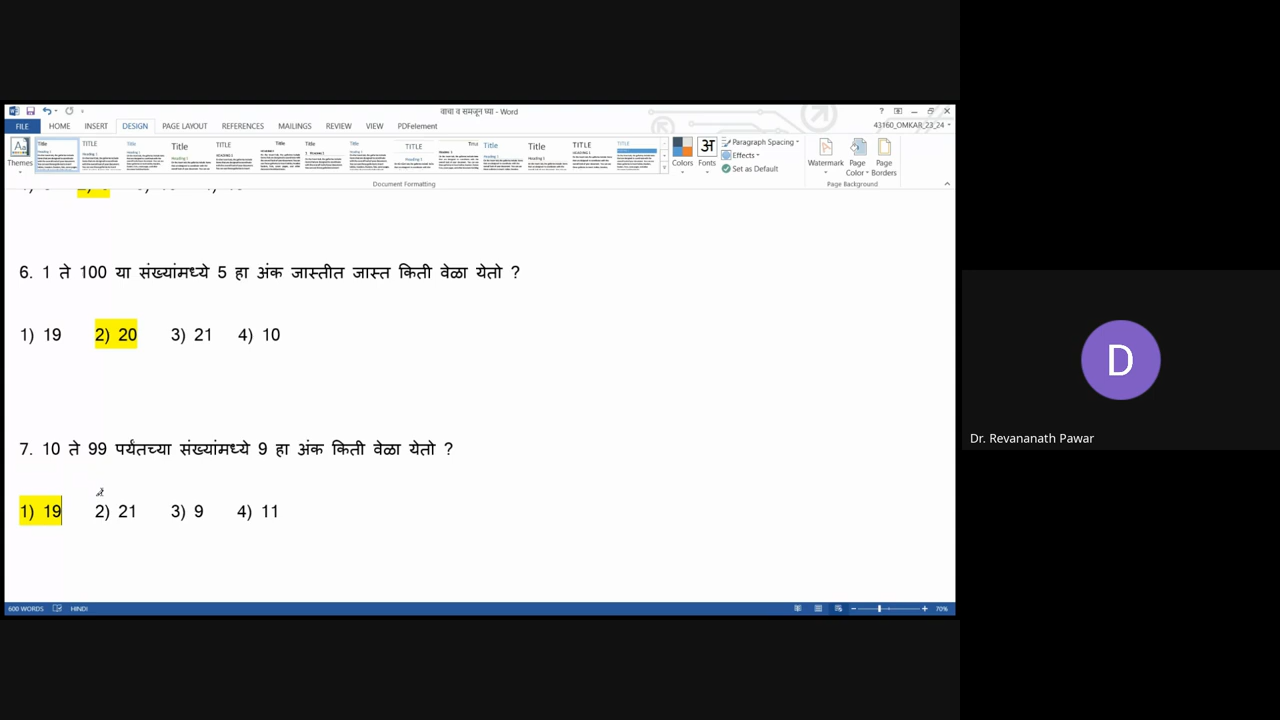 वाचा व समजून घ्या - Word
FILE HOME INSERT DESIGN PAGE LAYOUT REFERENCES MAILINGS REVIEW VIEW PDFelement 43160_OMKAR_23_24
Themes Colors Fonts Paragraph Spacing Effects Set as Default Watermark Page Color Page Borders
Document Formatting Page Background
6. 1 ते 100 या संख्यांमध्ये 5 हा अंक जास्तीत जास्त किती वेळा येतो ?
1) 19 2) 20 3) 21 4) 10
7. 10 ते 99 पर्यंतच्या संख्यांमध्ये 9 हा अंक किती वेळा येतो ?
1) 19 2) 21 3) 9 4) 11
600 WORDS HINDI 70%
D
Dr. Revananath Pawar